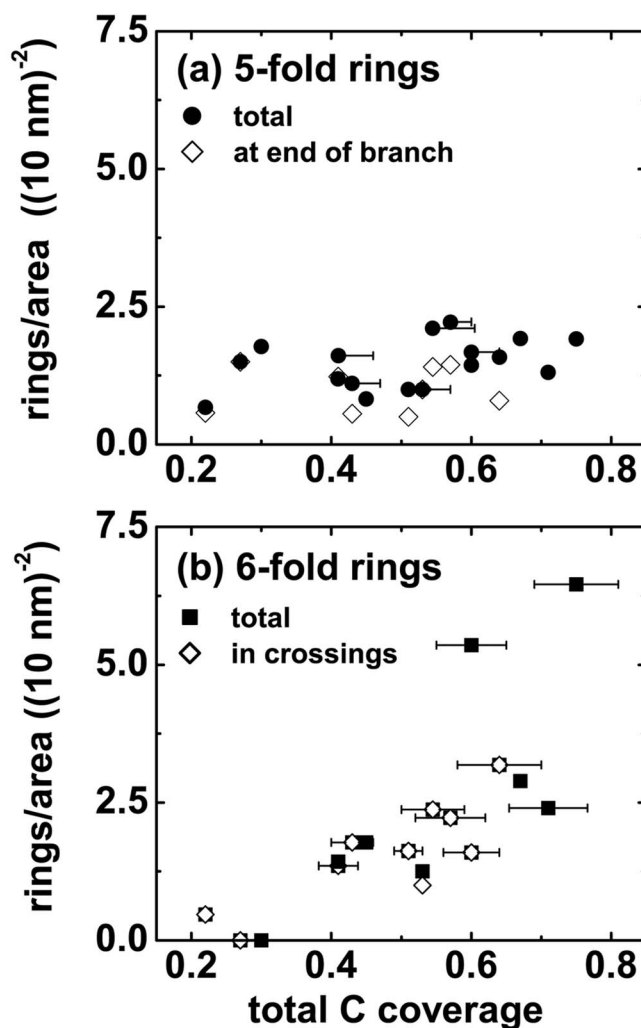 7.5
(a) 5-fold rings
total
at end of branch
5.0
2.5
0.0
rings/area ((10 nm)⁻²)
0.2 0.4 0.6 0.8
7.5
(b) 6-fold rings
total
in crossings
5.0
2.5
0.0
rings/area ((10 nm)⁻²)
0.2 0.4 0.6 0.8
total C coverage